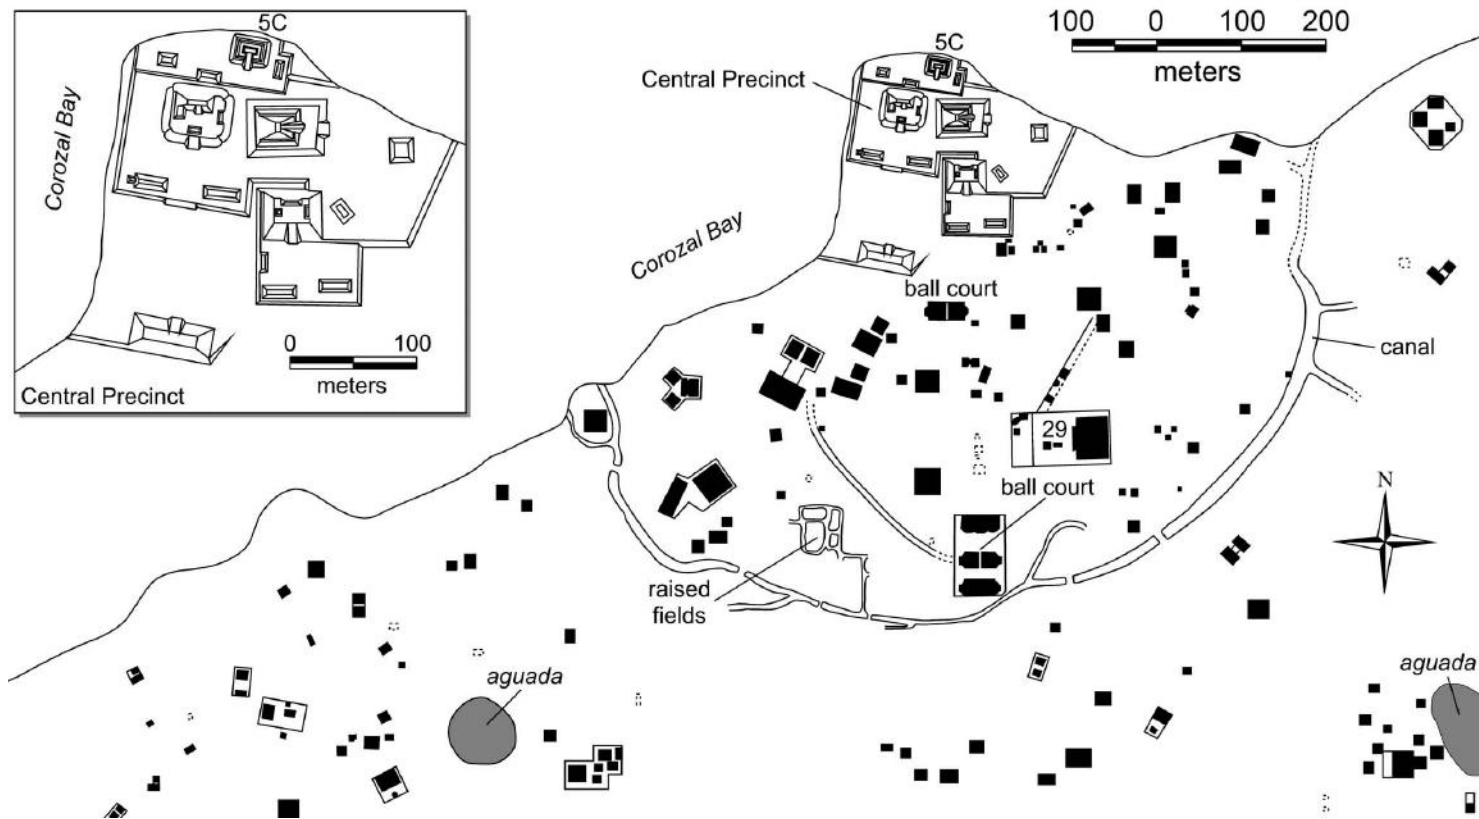 5C
Corozal Bay
0 100
meters
Central Precinct
100 0 100 200
meters
5C
Central Precinct
Corozal Bay
ball court
canal
29
ball court
N
raised
fields
aguada
aguada